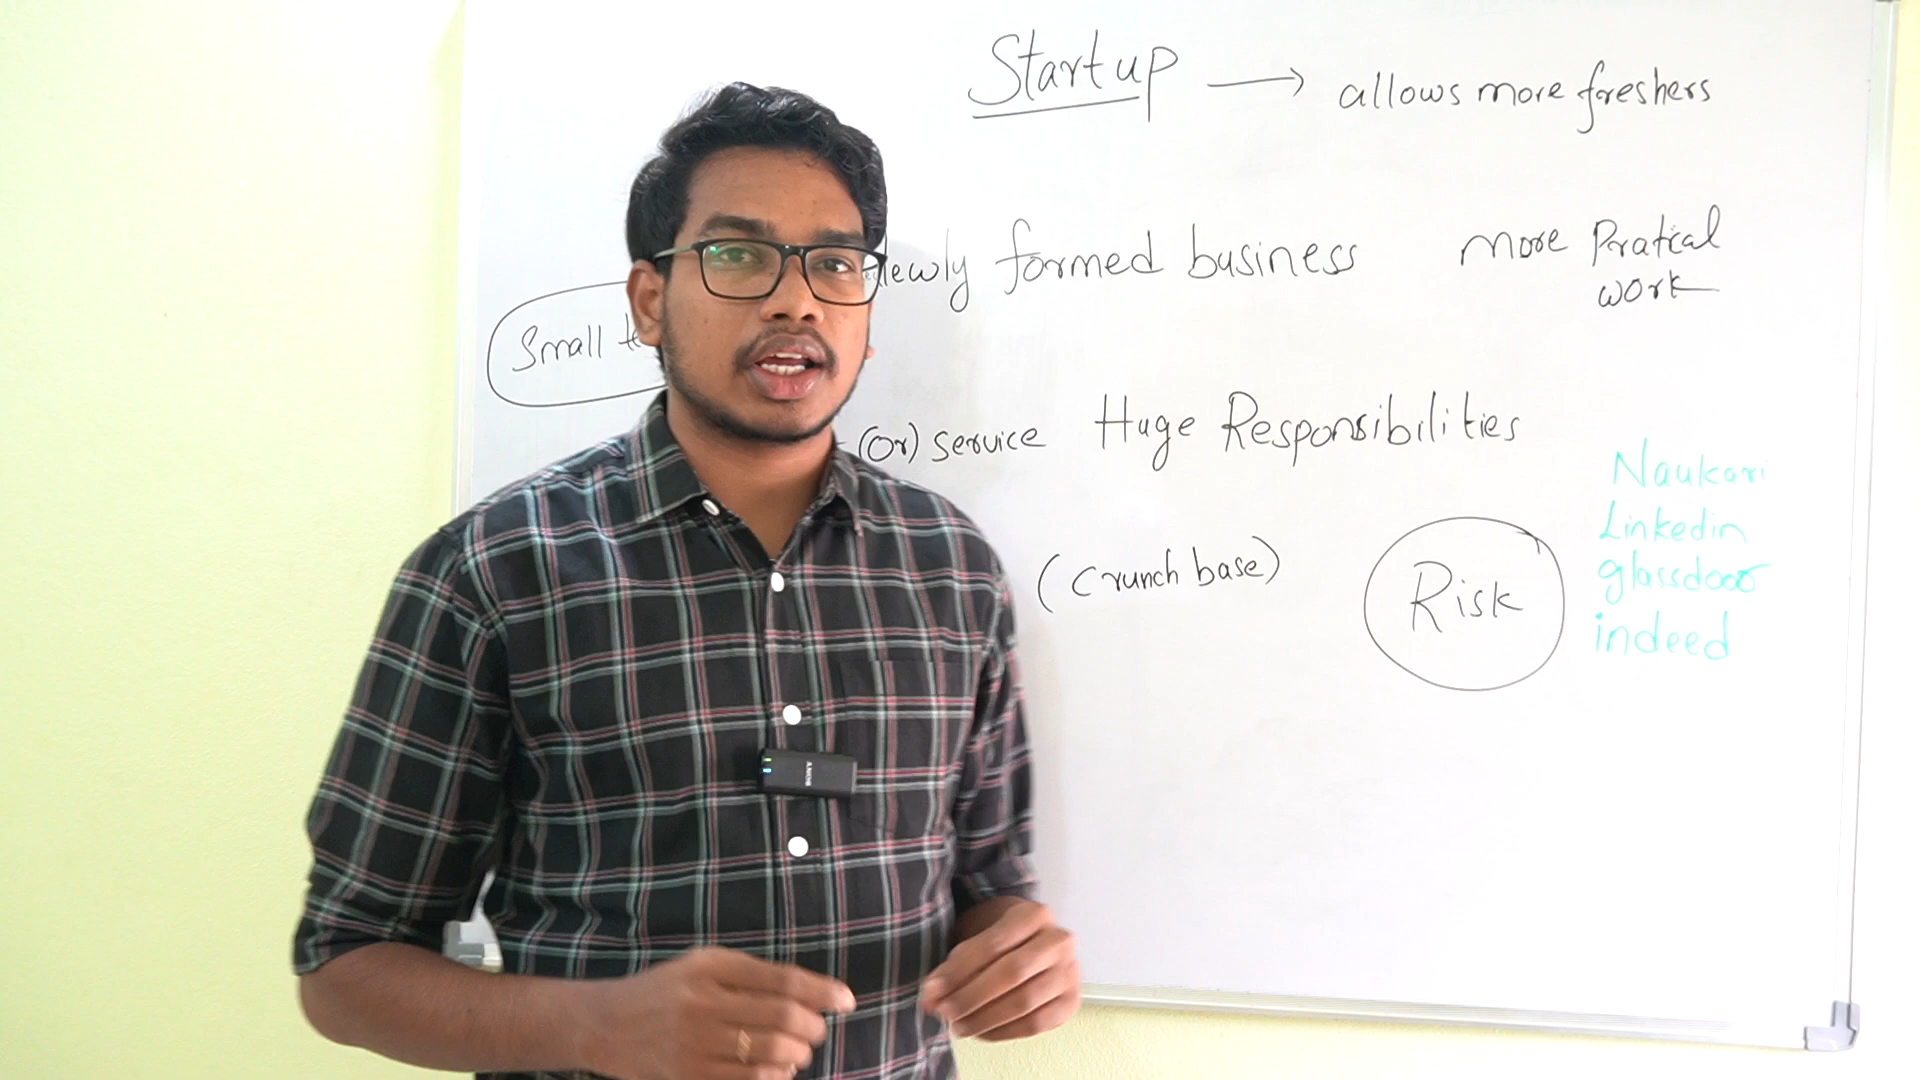 Startup → allows more freshers
newly formed business
more Pratical
work
Small
(or) service
Huge Responsibilities
(crunch base)
Risk
Naukari
Linkedin
glassdoor
indeed
SONY